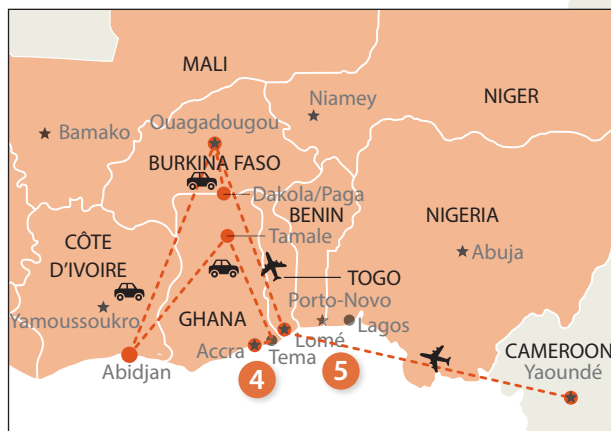 MALI
NIGER
Niamey
Bamako
Ouagadougou
BURKINA FASO
Dakola/Paga
BENIN
NIGERIA
Tamale
CÔTE
D'IVOIRE
Abuja
TOGO
Porto-Novo
Yamoussoukro
GHANA
Lagos
Lomé
Accra
Tema
Abidjan
CAMEROON
Yaoundé
4
5